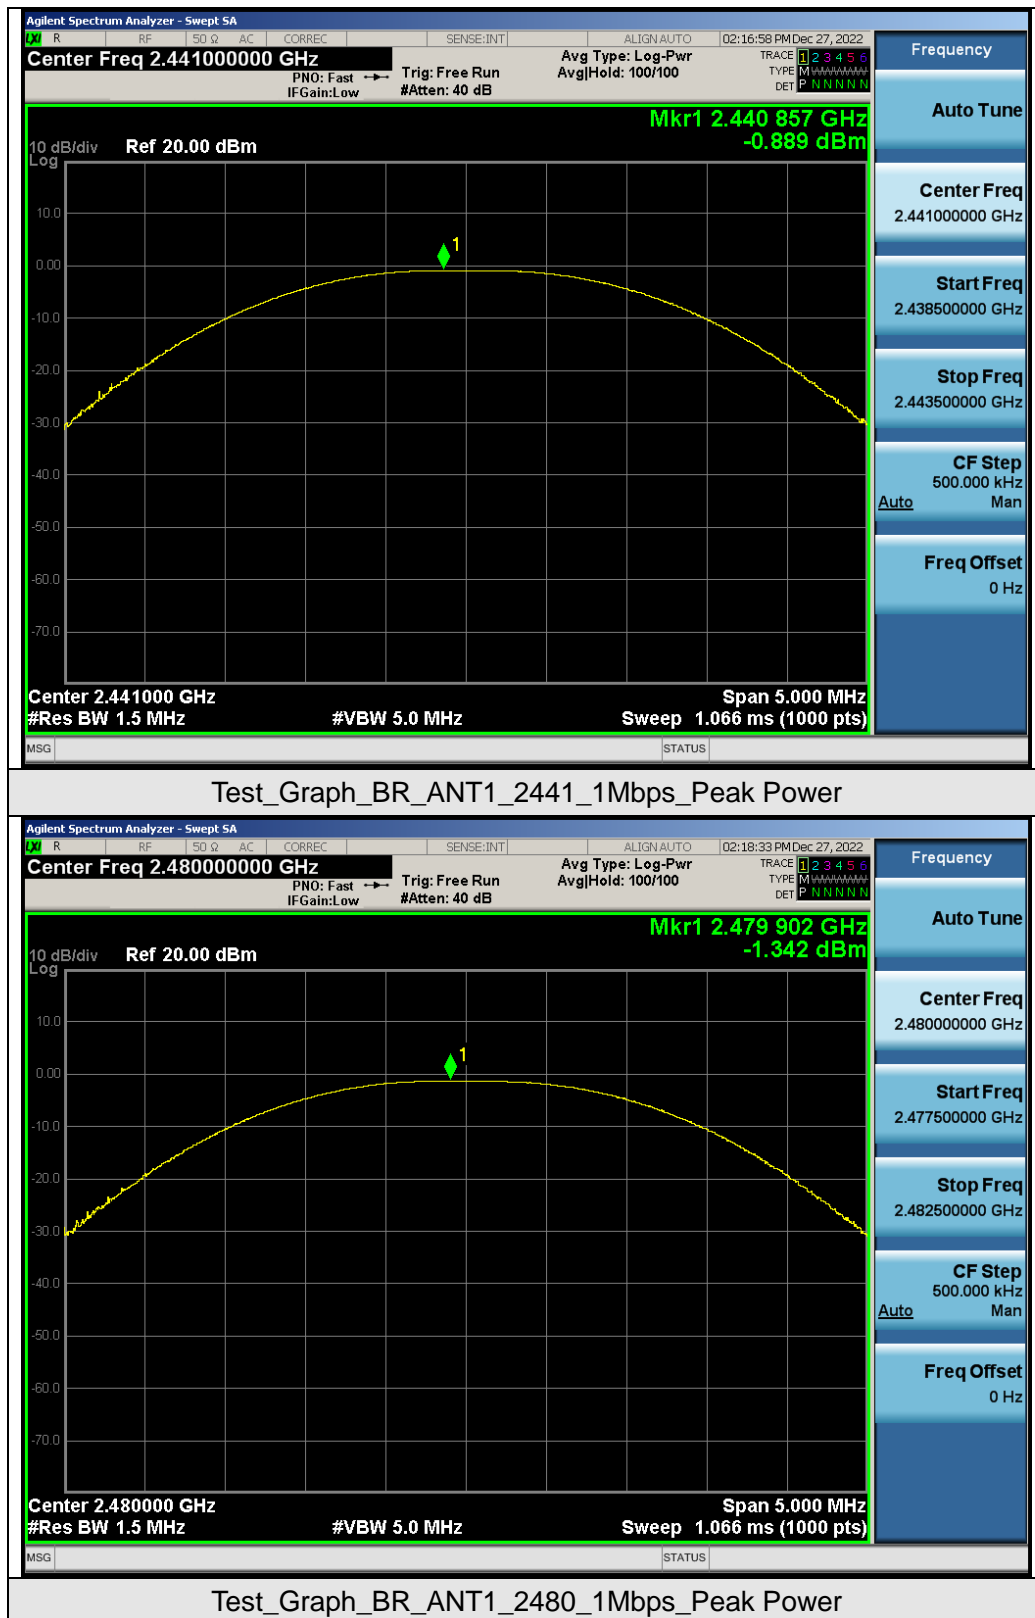 Agilent Spectrum Analyzer - Swept SA
LXI R RF 50 Ω AC CORREC SENSE:INT ALIGNAUTO 02:16:58 PM Dec 27, 2022
Center Freq 2.441000000 GHz
PNO: Fast
IFGain:Low
Trig: Free Run
#Atten: 40 dB
Avg Type: Log-Pwr
Avg|Hold: 100/100
TRACE 1 2 3 4 5 6
TYPE M W W W W W
DET P N N N N N
Mkr1 2.440 857 GHz
-0.889 dBm
10 dB/div Ref 20.00 dBm
Log
10.0
0.00
-10.0
-20.0
-30.0
-40.0
-50.0
-60.0
-70.0
1
Center 2.441000 GHz Span 5.000 MHz
#Res BW 1.5 MHz #VBW 5.0 MHz Sweep 1.066 ms (1000 pts)
MSG STATUS
Frequency
Auto Tune
Center Freq
2.441000000 GHz
Start Freq
2.438500000 GHz
Stop Freq
2.443500000 GHz
CF Step
500.000 kHz
Auto Man
Freq Offset
0 Hz
Test_Graph_BR_ANT1_2441_1Mbps_Peak Power
Agilent Spectrum Analyzer - Swept SA
LXI R RF 50 Ω AC CORREC SENSE:INT ALIGNAUTO 02:18:33 PM Dec 27, 2022
Center Freq 2.480000000 GHz
PNO: Fast
IFGain:Low
Trig: Free Run
#Atten: 40 dB
Avg Type: Log-Pwr
Avg|Hold: 100/100
TRACE 1 2 3 4 5 6
TYPE M W W W W W
DET P N N N N N
Mkr1 2.479 902 GHz
-1.342 dBm
10 dB/div Ref 20.00 dBm
Log
10.0
0.00
-10.0
-20.0
-30.0
-40.0
-50.0
-60.0
-70.0
1
Center 2.480000 GHz Span 5.000 MHz
#Res BW 1.5 MHz #VBW 5.0 MHz Sweep 1.066 ms (1000 pts)
MSG STATUS
Frequency
Auto Tune
Center Freq
2.480000000 GHz
Start Freq
2.477500000 GHz
Stop Freq
2.482500000 GHz
CF Step
500.000 kHz
Auto Man
Freq Offset
0 Hz
Test_Graph_BR_ANT1_2480_1Mbps_Peak Power